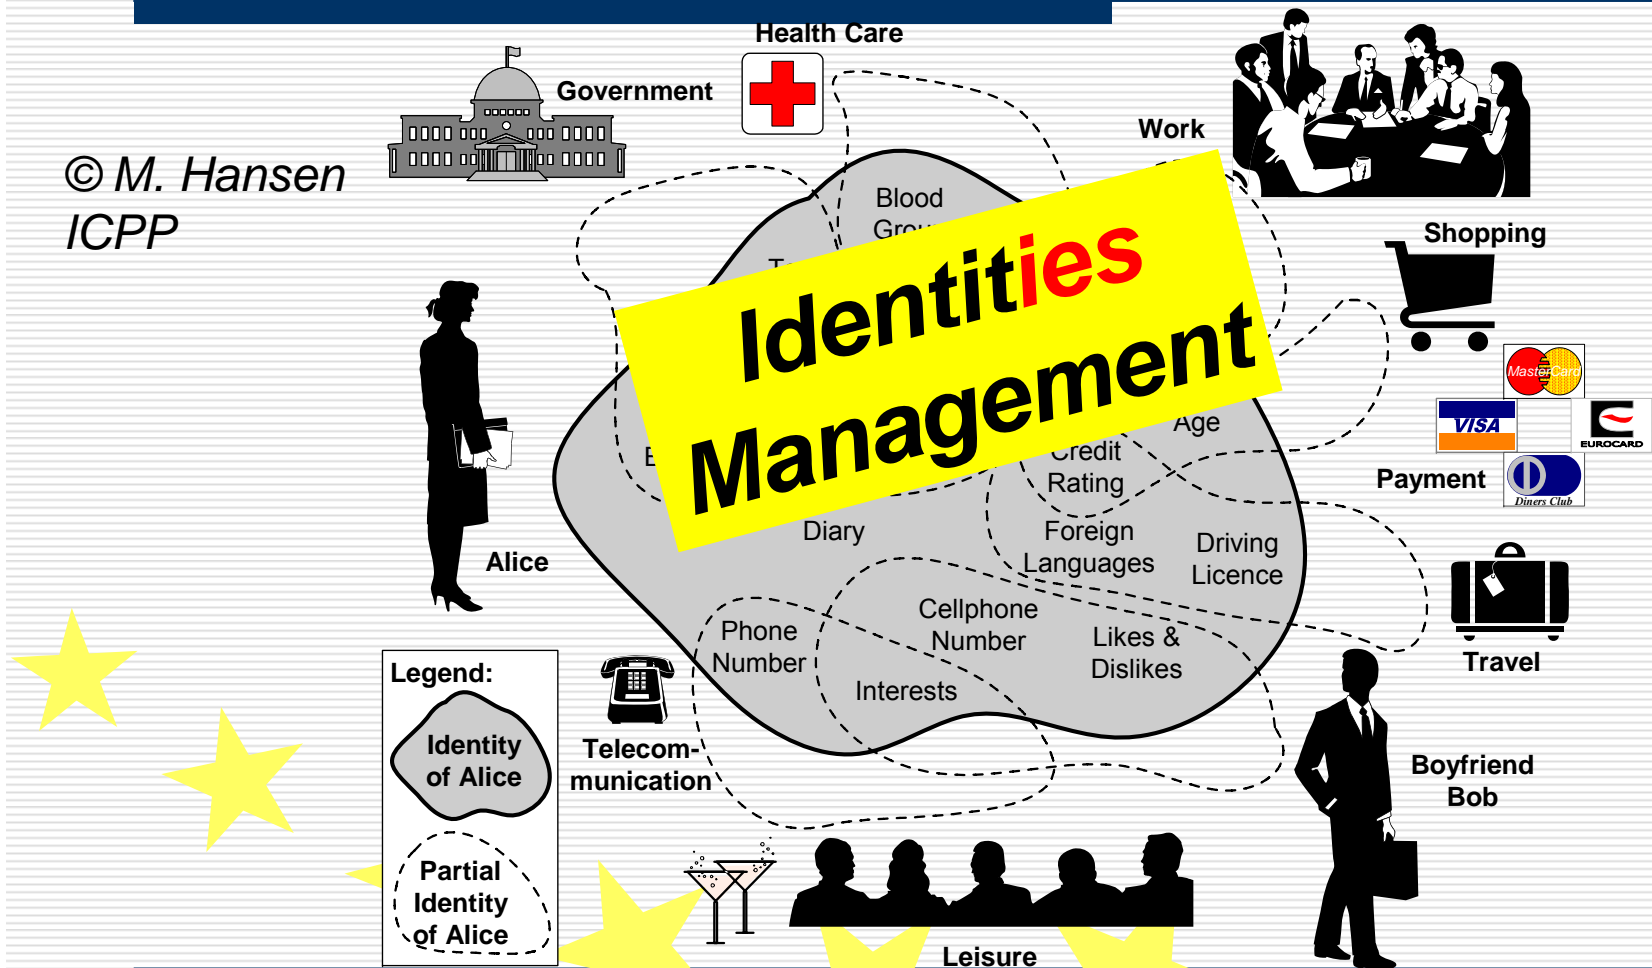 Health Care
Government
Work
© M. Hansen
ICPP
Blood
Shopping
Identities
Management
MasterCard
VISA
EUROCARD
Age
Credit
Rating
Payment
Diners Club
Diary
Foreign
Languages
Driving
Licence
Alice
Cellphone
Number
Phone
Number
Likes &
Dislikes
Interests
Travel
Legend:
Identity
of Alice
Telecom-
munication
Boyfriend
Bob
Partial
Identity
of Alice
Leisure